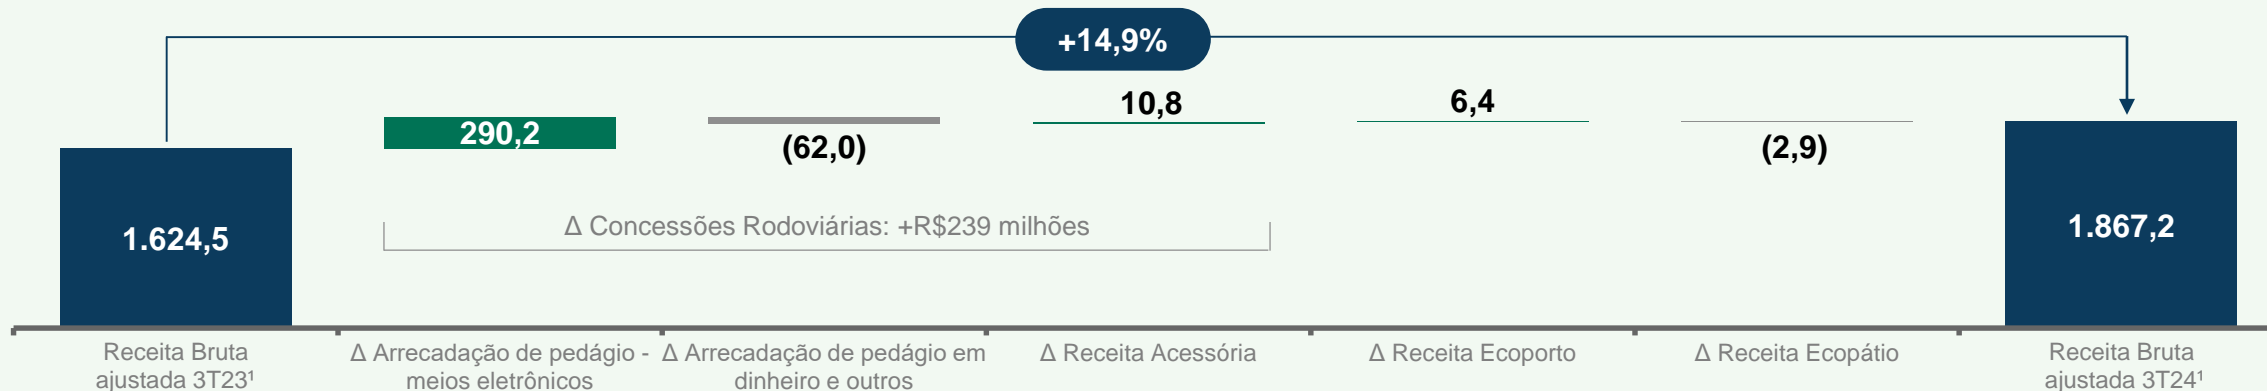 +14,9%
1.624,5
290,2
(62,0)
10,8
6,4
(2,9)
1.867,2
Δ Concessões Rodoviárias: +R$239 milhões
Receita Bruta
ajustada 3T23¹
Δ Arrecadação de pedágio -
meios eletrônicos
Δ Arrecadação de pedágio em
dinheiro e outros
Δ Receita Acessória
Δ Receita Ecoporto
Δ Receita Ecopátio
Receita Bruta
ajustada 3T24¹